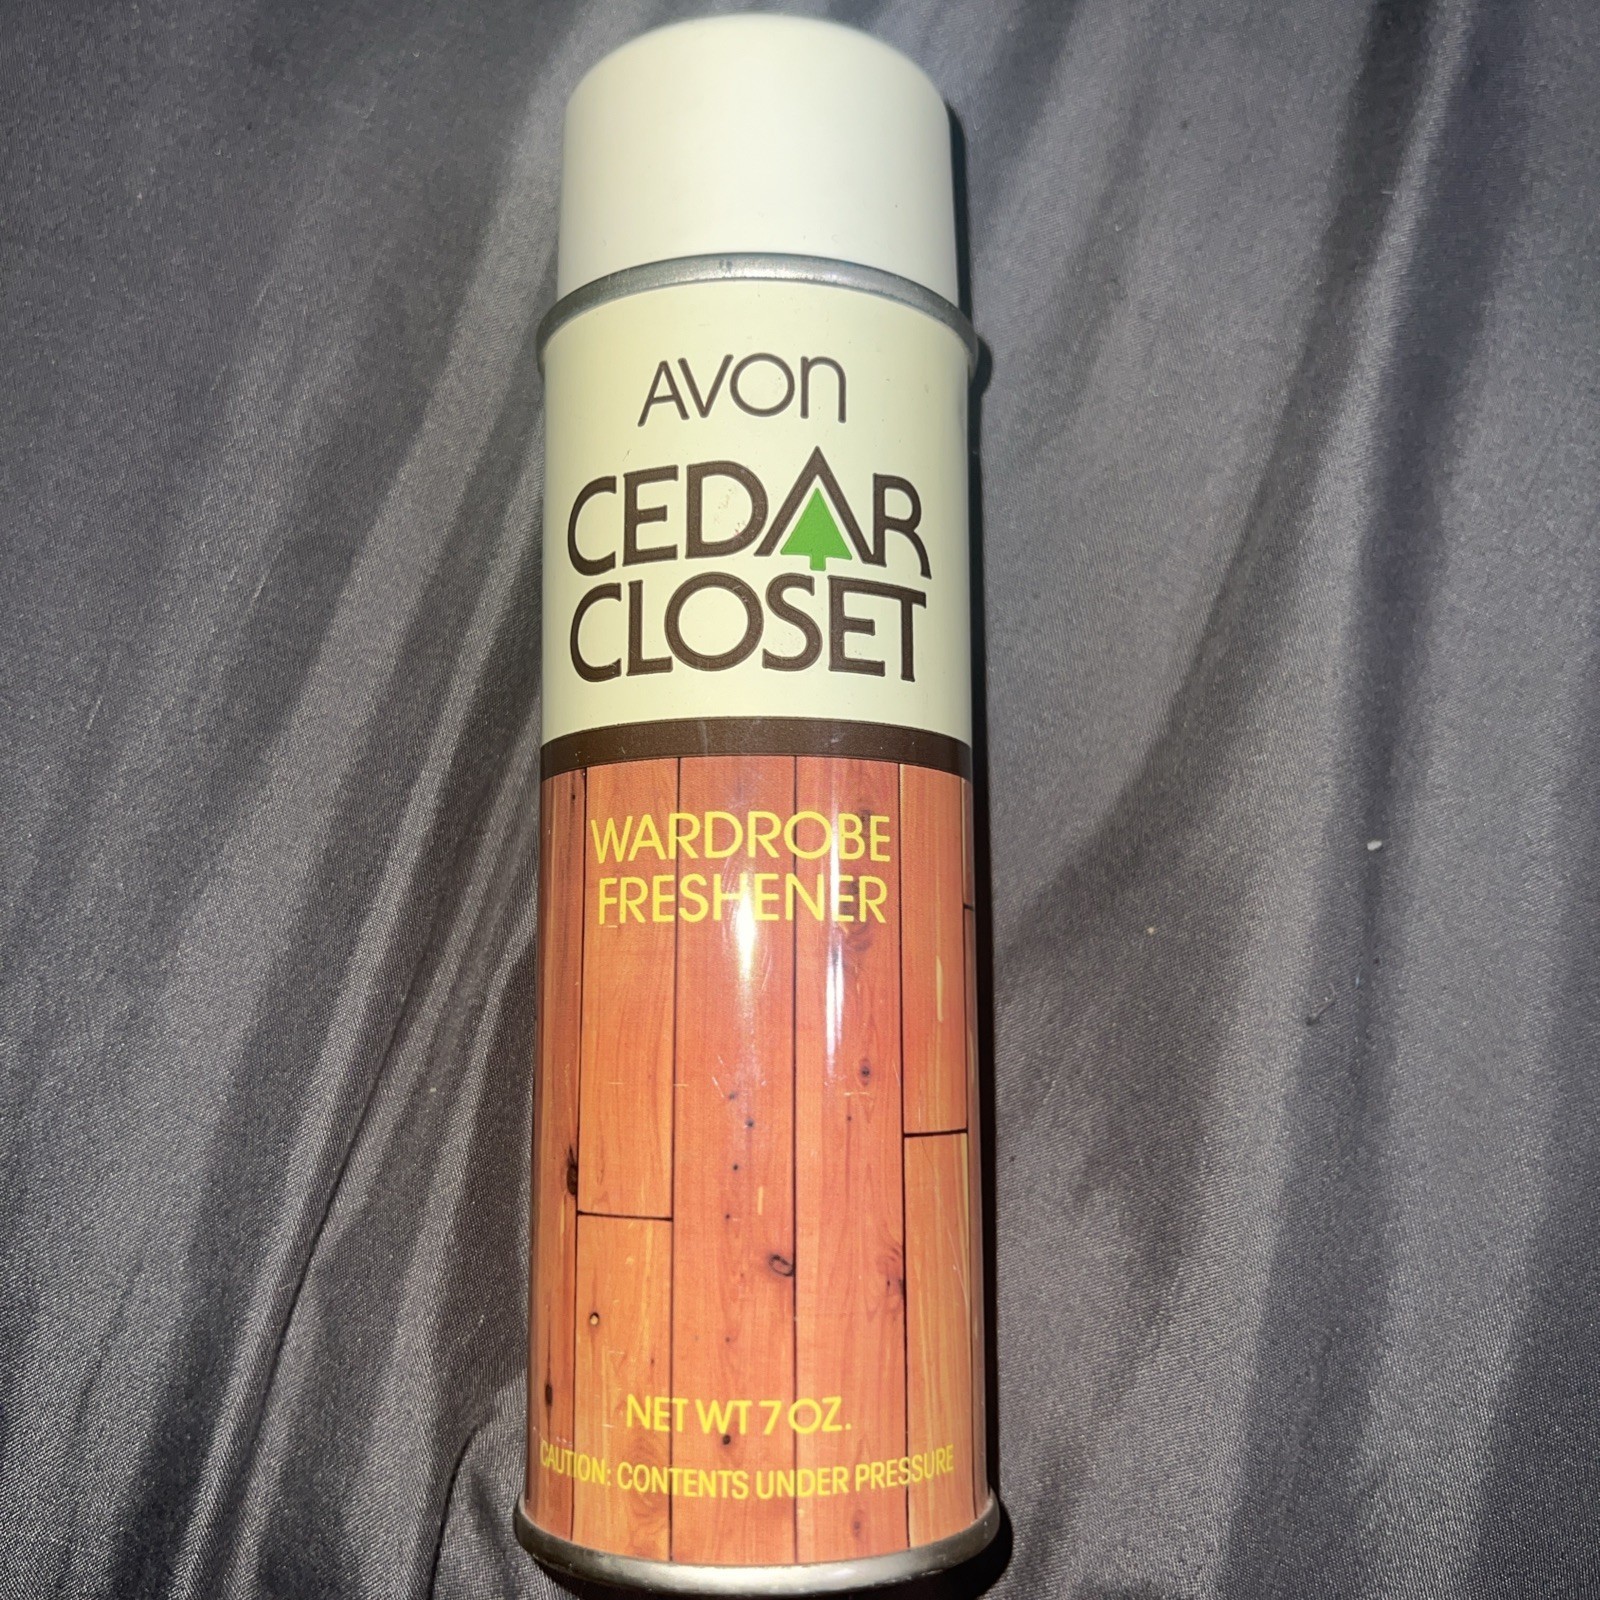 AVON
CEDAR
CLOSET
WARDROBE
FRESHENER
NET WT 7 OZ.
CAUTION: CONTENTS UNDER PRESSURE